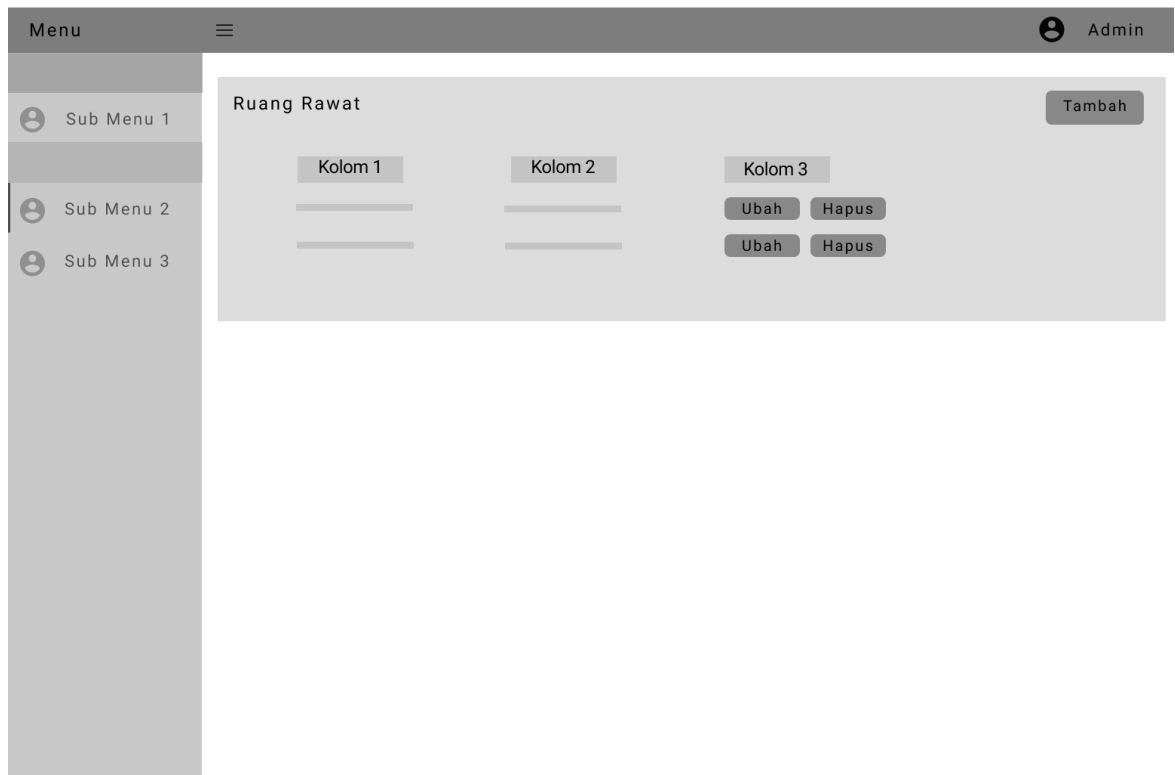 Menu
Admin
Sub Menu 1
Sub Menu 2
Sub Menu 3
Ruang Rawat
Tambah
Kolom 1
Kolom 2
Kolom 3
Ubah
Hapus
Ubah
Hapus